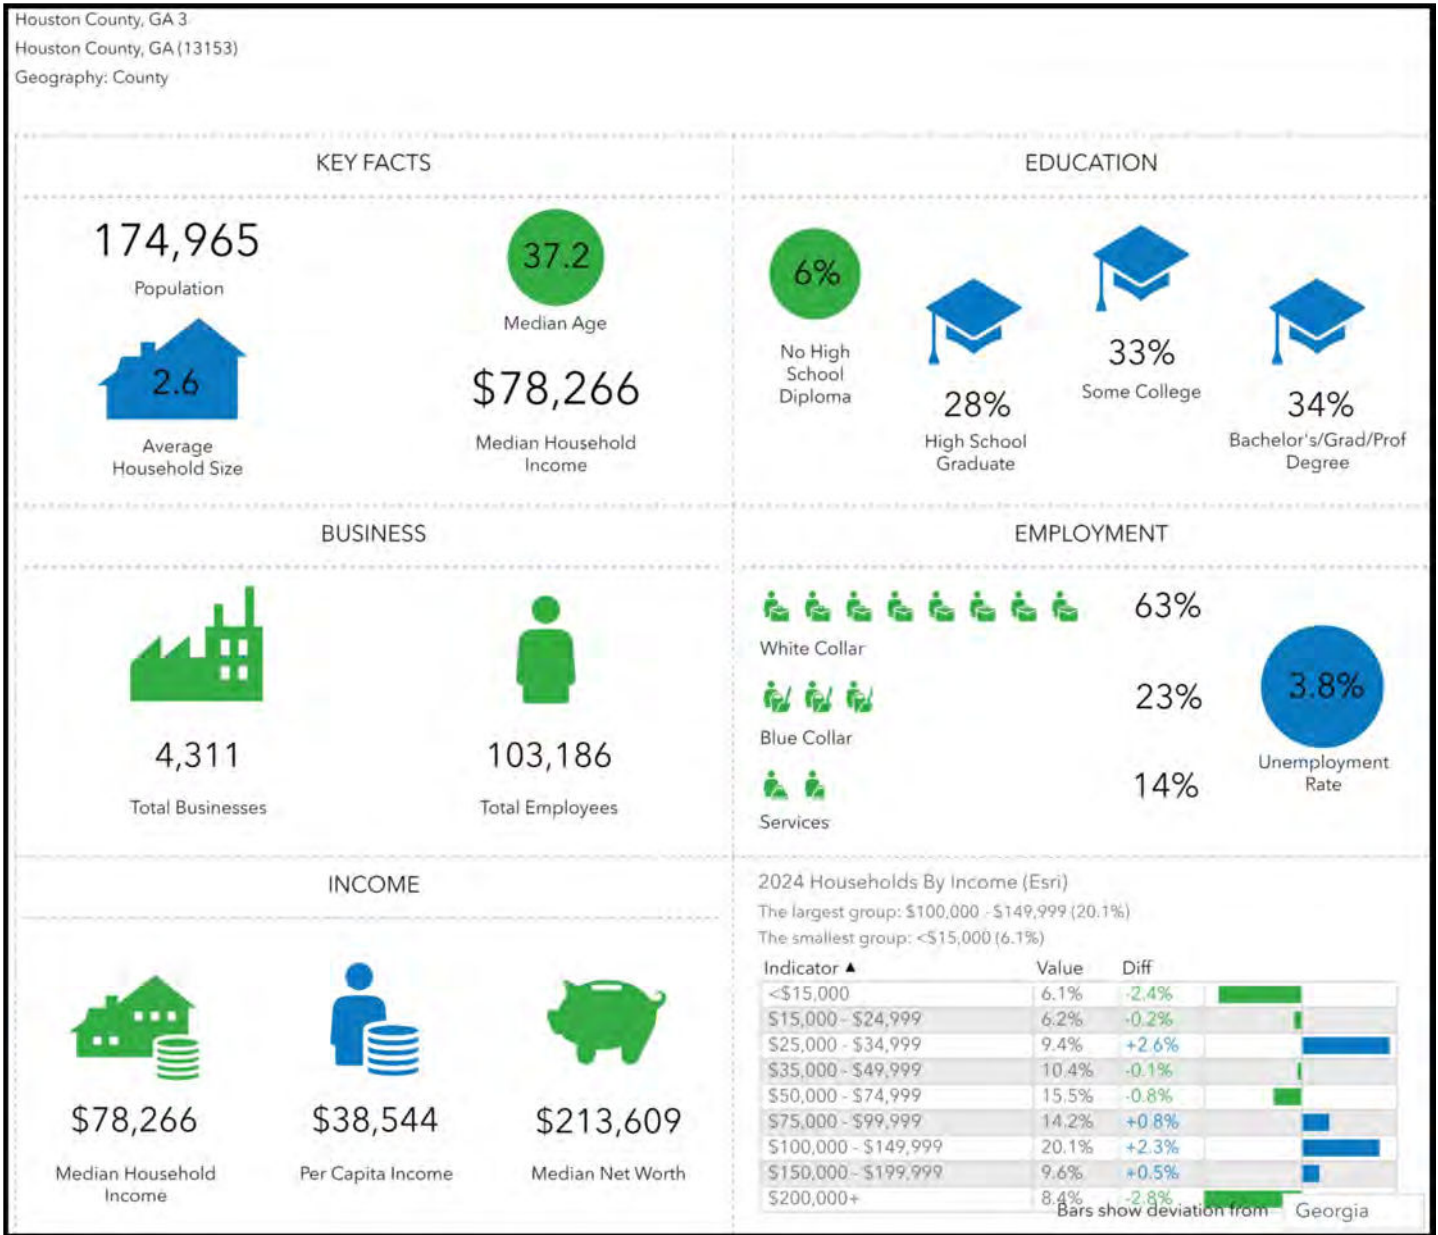 Houston County, GA 3
Houston County, GA (13153)
Geography: County
KEY FACTS
174,965
Population
37.2
Median Age
2.6
Average
Household Size
$78,266
Median Household
Income
EDUCATION
6%
No High
School
Diploma
28%
High School
Graduate
33%
Some College
34%
Bachelor's/Grad/Prof
Degree
BUSINESS
4,311
Total Businesses
103,186
Total Employees
EMPLOYMENT
63%
White Collar
23%
Blue Collar
14%
Services
3.8%
Unemployment
Rate
INCOME
$78,266
Median Household
Income
$38,544
Per Capita Income
$213,609
Median Net Worth
2024 Households By Income (Esri)
The largest group: $100,000 - $149,999 (20.1%)
The smallest group: <$15,000 (6.1%)
Indicator ▲ Value Diff
<$15,000 6.1% -2.4%
$15,000 - $24,999 6.2% -0.2%
$25,000 - $34,999 9.4% +2.6%
$35,000 - $49,999 10.4% -0.1%
$50,000 - $74,999 15.5% -0.8%
$75,000 - $99,999 14.2% +0.8%
$100,000 - $149,999 20.1% +2.3%
$150,000 - $199,999 9.6% +0.5%
$200,000+ 8.4% -2.8%
Bars show deviation from Georgia